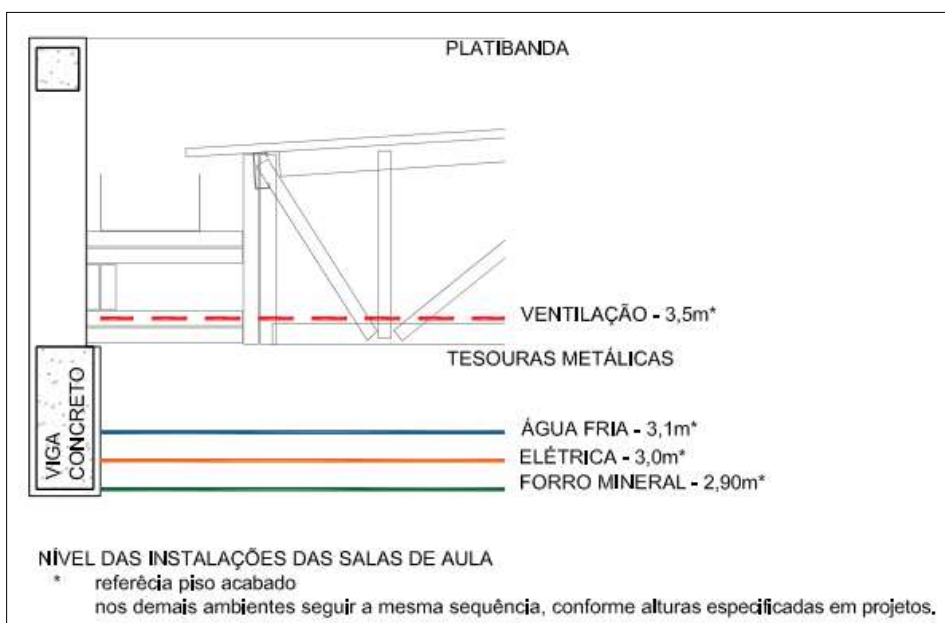 PLATIBANDA
VENTILAÇÃO - 3,5m*
TESOURAS METÁLICAS
VIGA
CONCRETO
ÁGUA FRIA - 3,1m*
ELÉTRICA - 3,0m*
FORRO MINERAL - 2,90m*
NÍVEL DAS INSTALAÇÕES DAS SALAS DE AULA
* referêcia piso acabado
nos demais ambientes seguir a mesma sequência, conforme alturas especificadas em projetos.